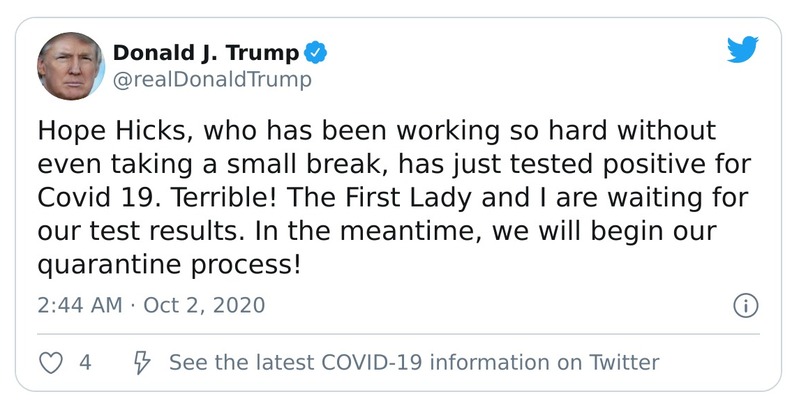 Donald J. Trump
@realDonaldTrump
Hope Hicks, who has been working so hard without
even taking a small break, has just tested positive for
Covid 19. Terrible! The First Lady and I are waiting for
our test results. In the meantime, we will begin our
quarantine process!
2:44 AM · Oct 2, 2020
4 See the latest COVID-19 information on Twitter